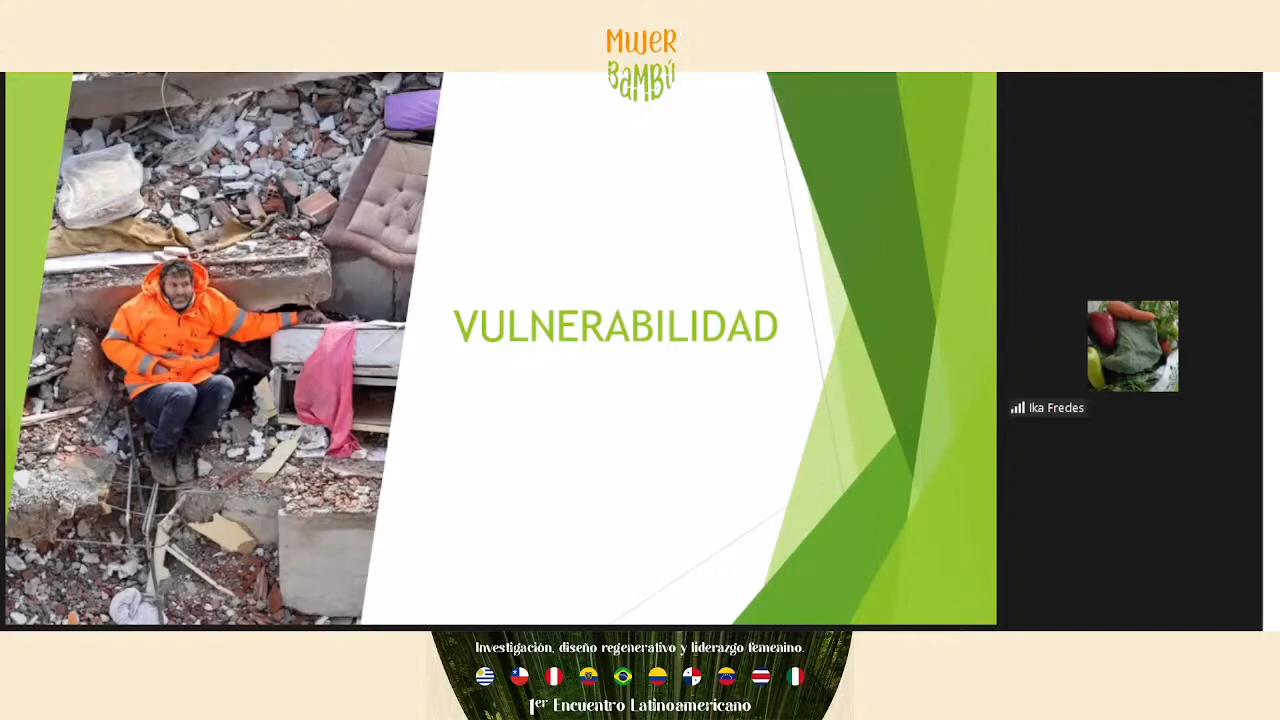 MUJER
BAMBÚ
VULNERABILIDAD
Ika Fredes
Investigación, diseño regenerativo y liderazgo femenino.
1er Encuentro Latinoamericano